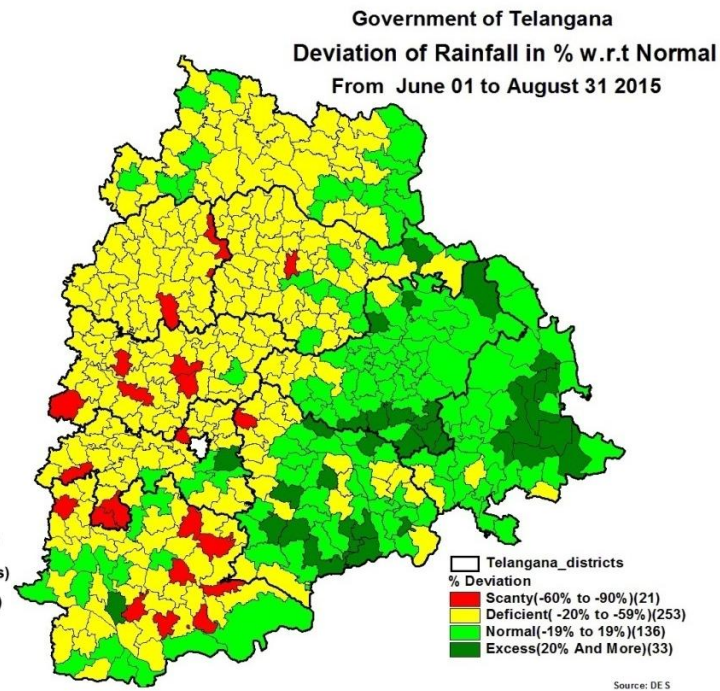 Government of Telangana
Deviation of Rainfall in % w.r.t Normal
From June 01 to August 31 2015
s)
)
Telangana_districts
% Deviation
Scanty(-60% to -90%)(21)
Deficient( -20% to -59%)(253)
Normal(-19% to 19%)(136)
Excess(20% And More)(33)
Source: DES